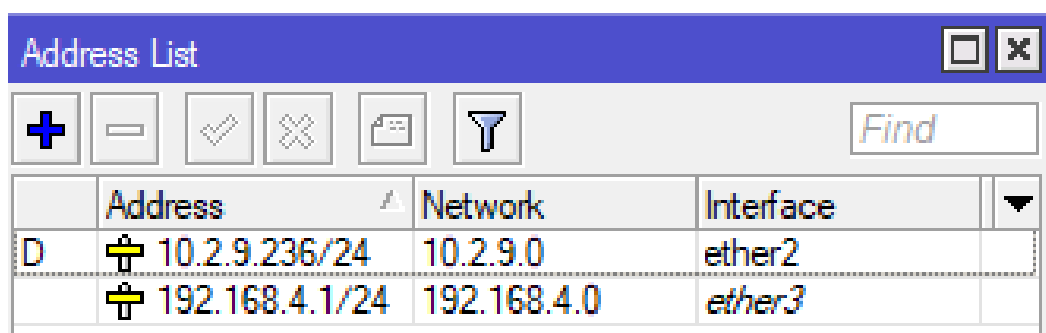 Address List
Find
Address Network Interface
D 10.2.9.236/24 10.2.9.0 ether2
192.168.4.1/24 192.168.4.0 ether3